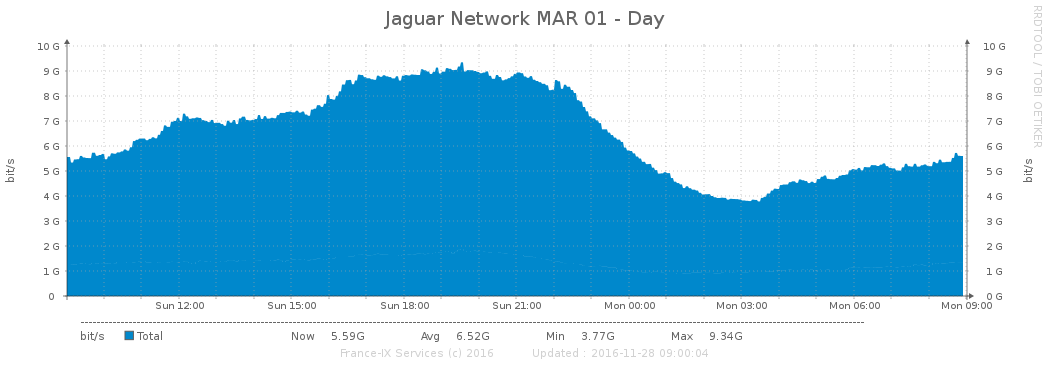 Jaguar Network MAR 01 - Day
RRDTOOL / TOBI OETIKER
10 G 10 G
9 G 9 G
8 G 8 G
7 G 7 G
6 G 6 G
5 G 5 G
4 G 4 G
3 G 3 G
2 G 2 G
1 G 1 G
0 0 G
bit/s
bit/s
Sun 12:00 Sun 15:00 Sun 18:00 Sun 21:00 Mon 00:00 Mon 03:00 Mon 06:00 Mon 09:00
bit/s Total Now 5.59G Avg 6.52G Min 3.77G Max 9.34G
France-IX Services (c) 2016 Updated : 2016-11-28 09:00:04